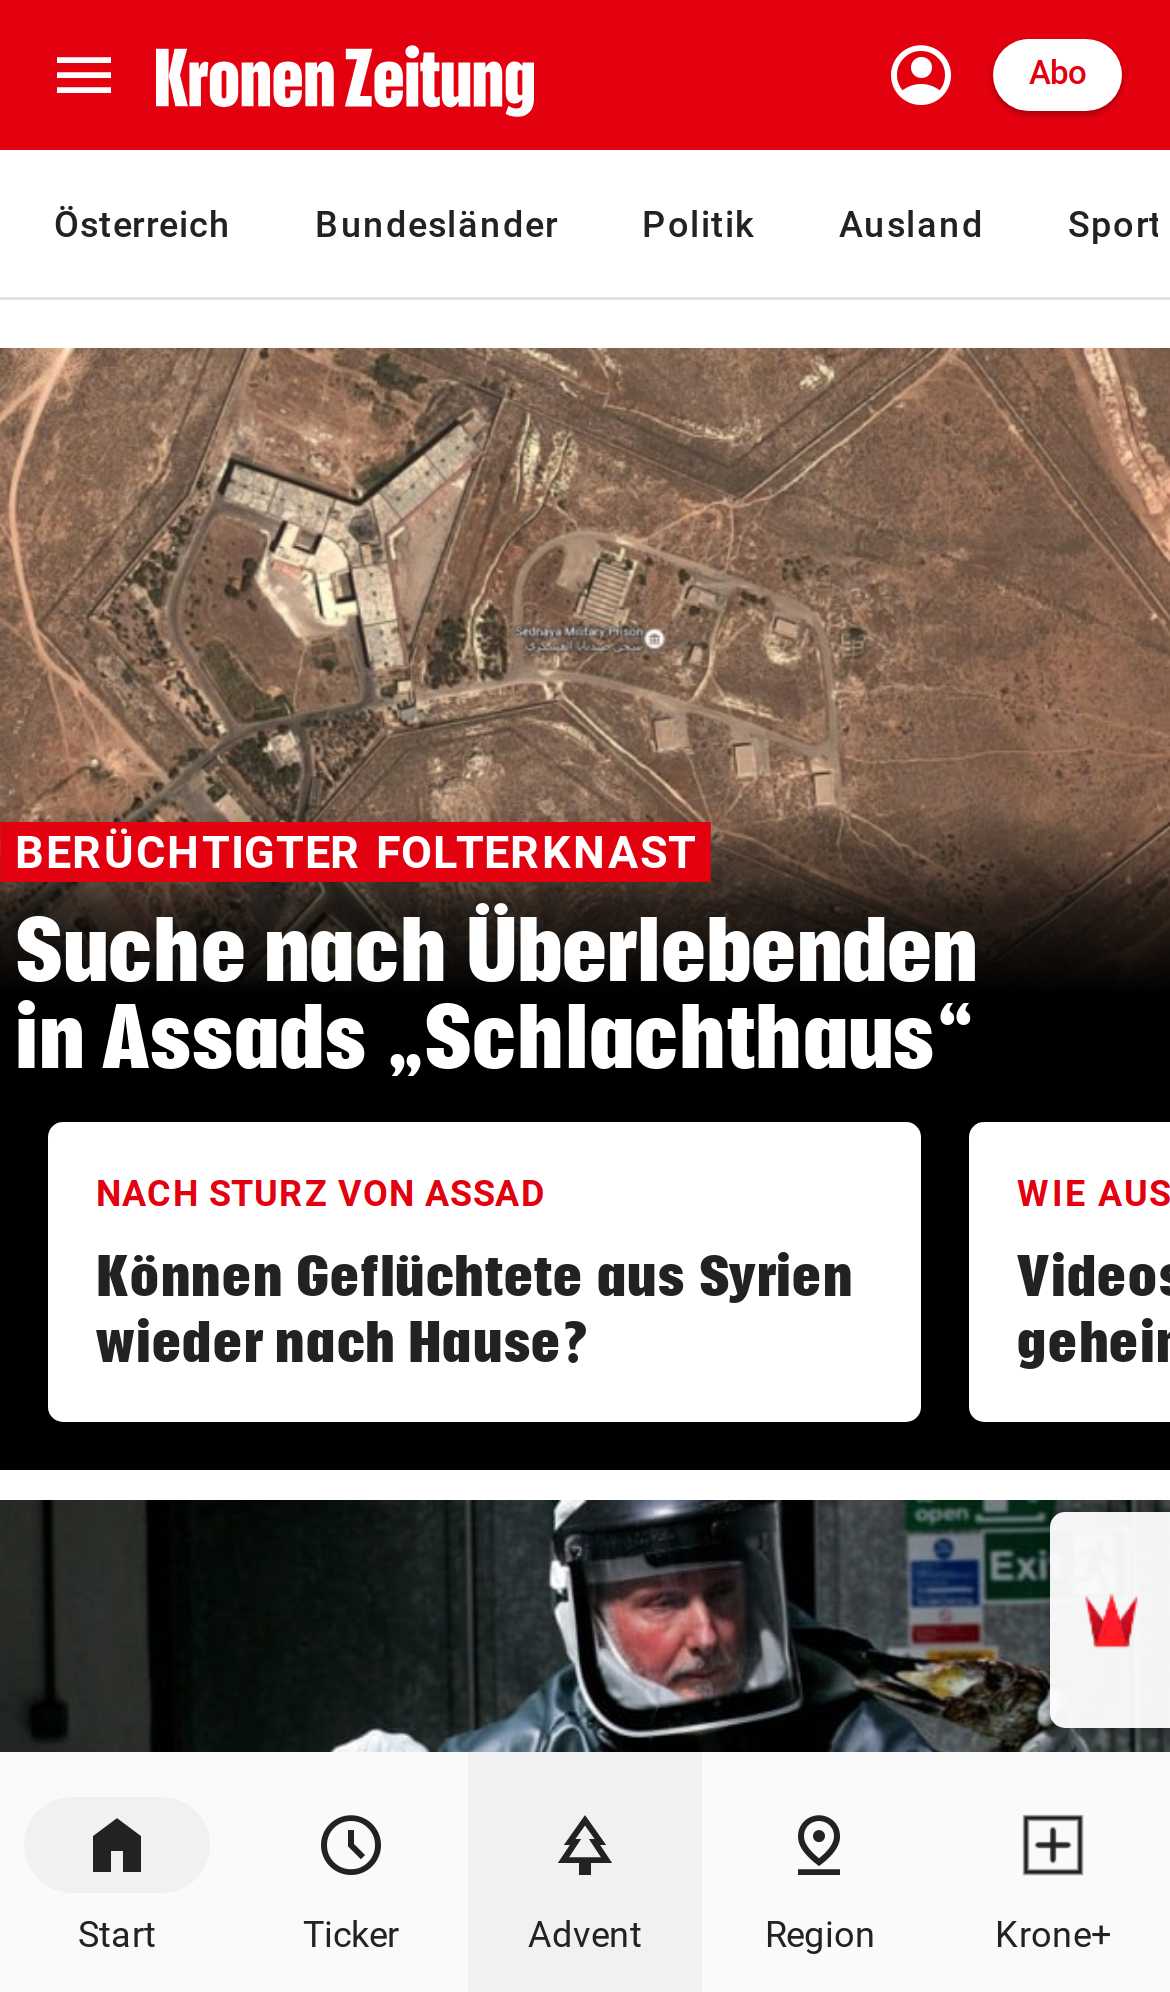 Kronen Zeitung
Abo
Österreich Bundesländer Politik Ausland Sport
Sednaya Military Prison
BERÜCHTIGTER FOLTERKNAST
Suche nach Überlebenden
in Assads „Schlachthaus“
NACH STURZ VON ASSAD
Können Geflüchtete aus Syrien
wieder nach Hause?
WIE AUS
Videos
open
Exi
Start Ticker Advent Region Krone+